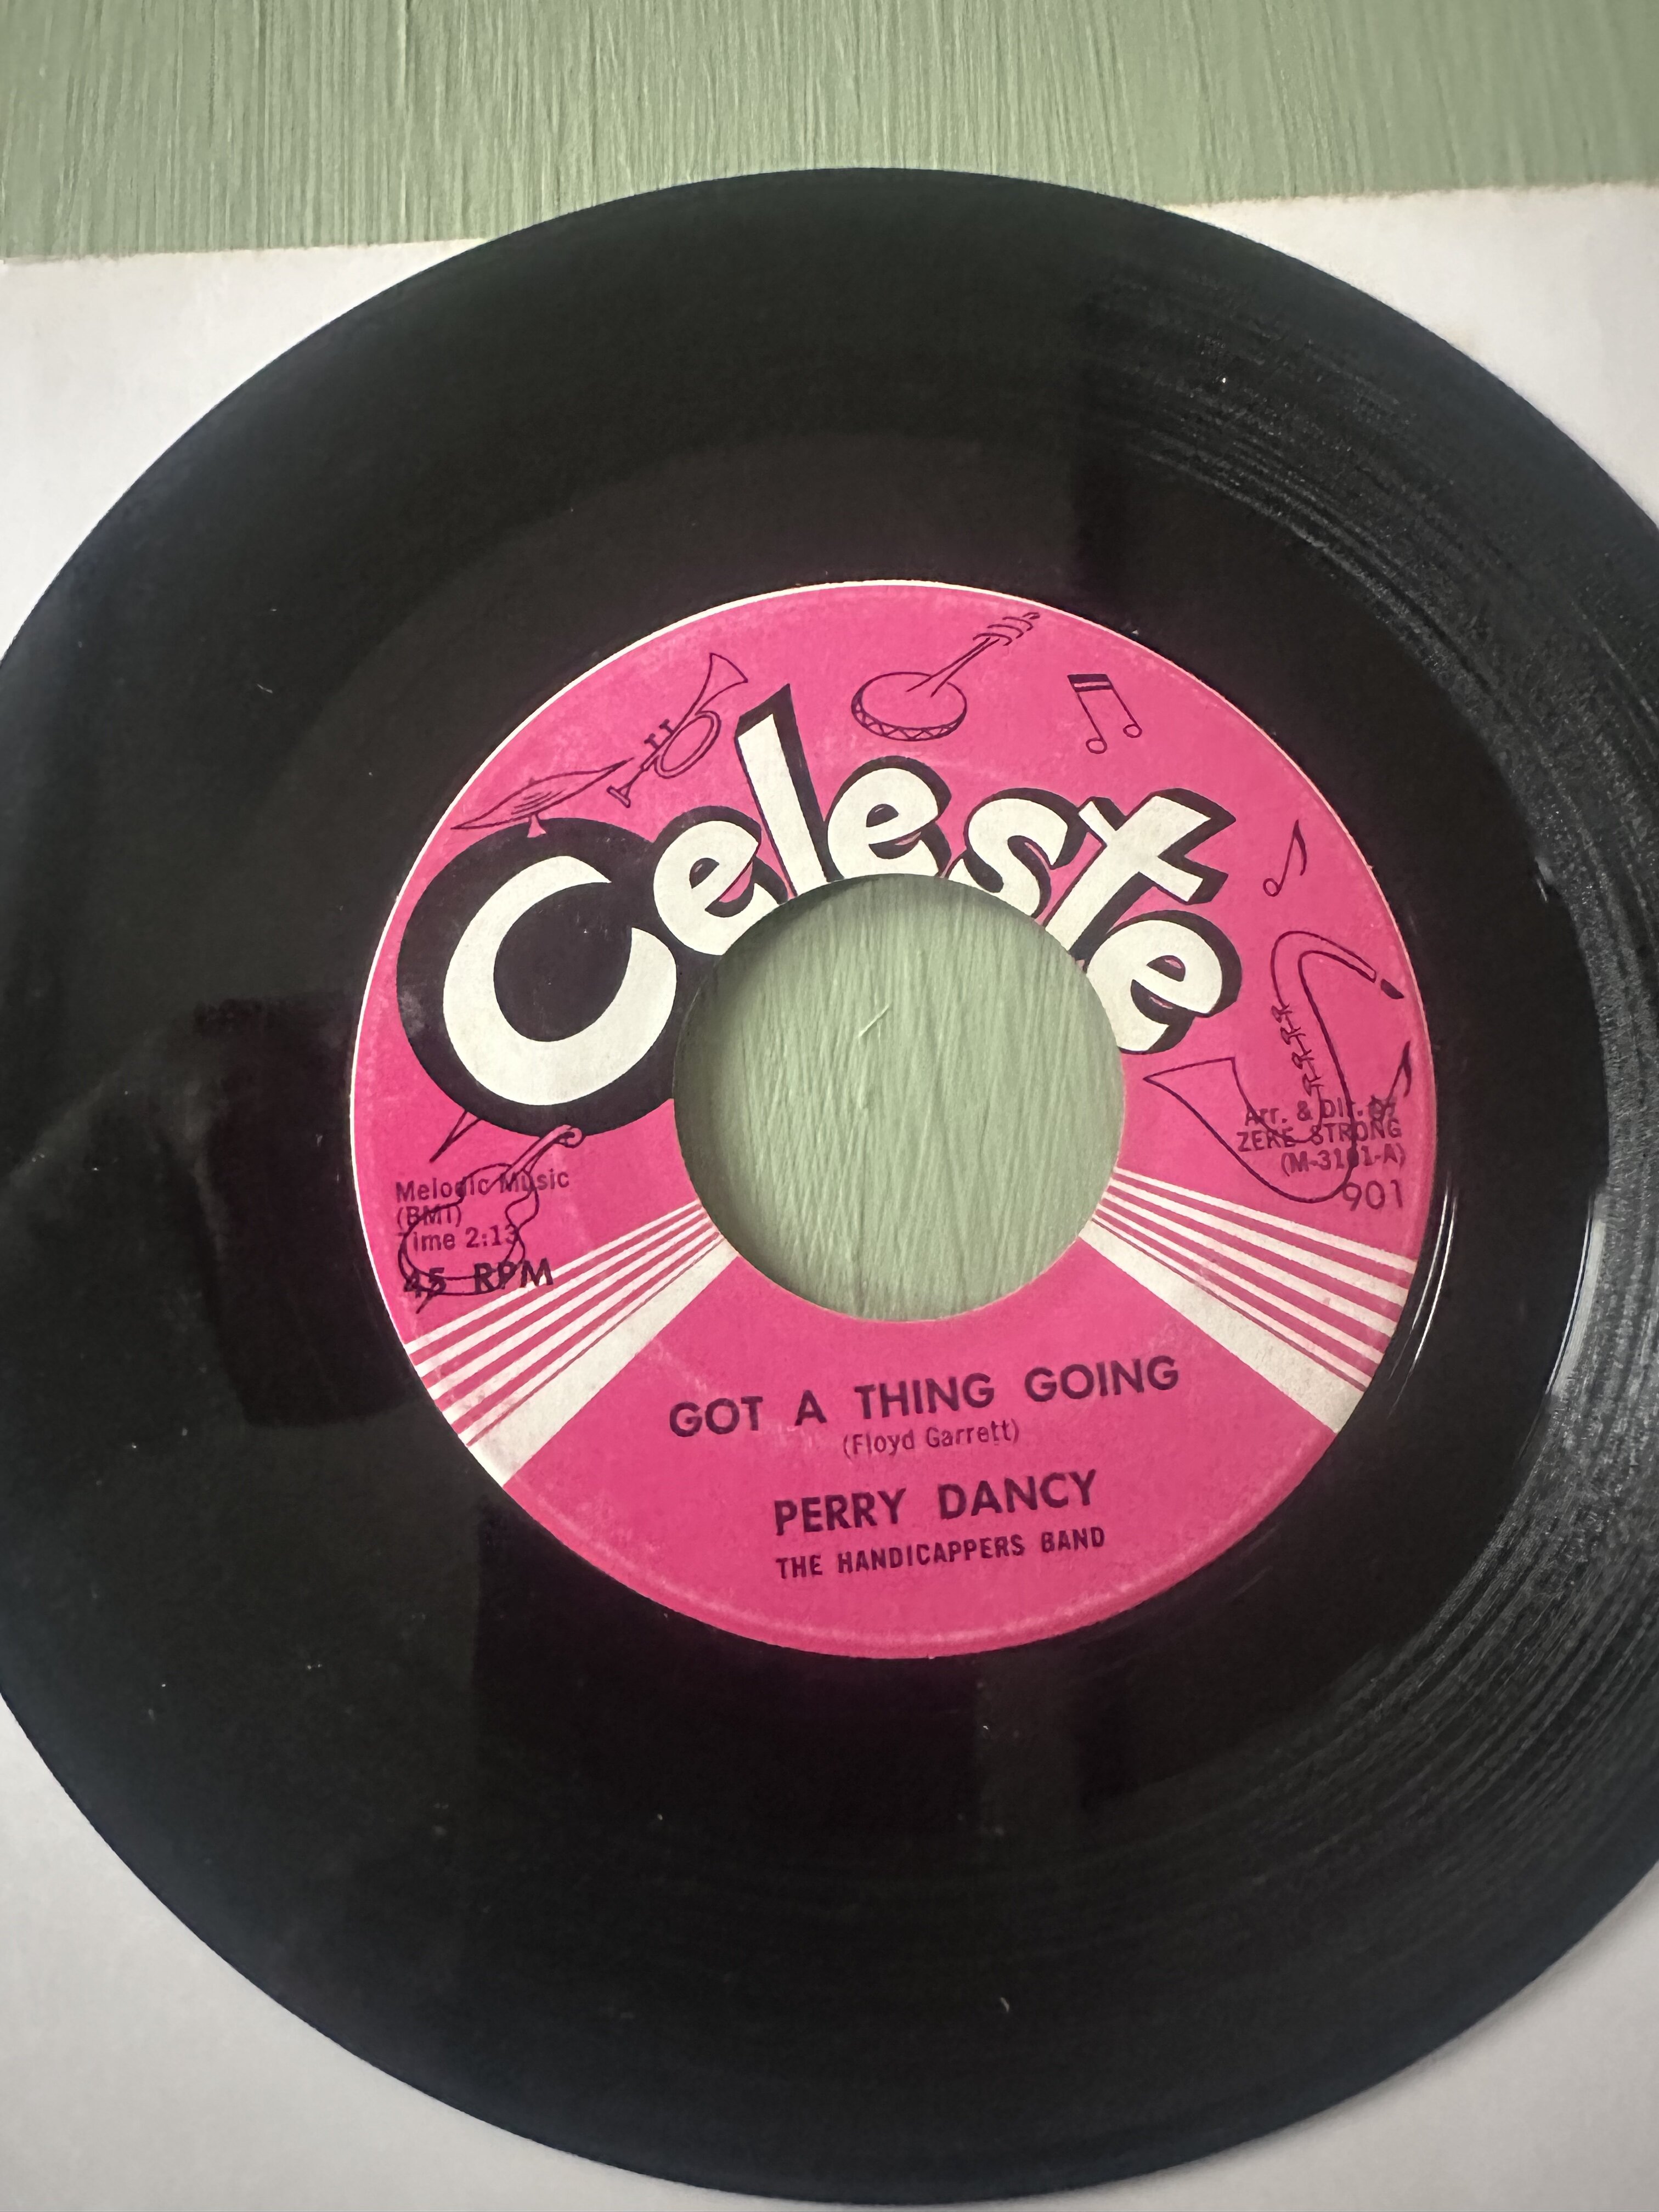 Celeste
Melodic Music
(BMI)
Time 2:13
45 RPM
Arr. & Dir. by
ZEKE STRONG
(M-3101-A)
901
GOT A THING GOING
(Floyd Garrett)
PERRY DANCY
THE HANDICAPPERS BAND